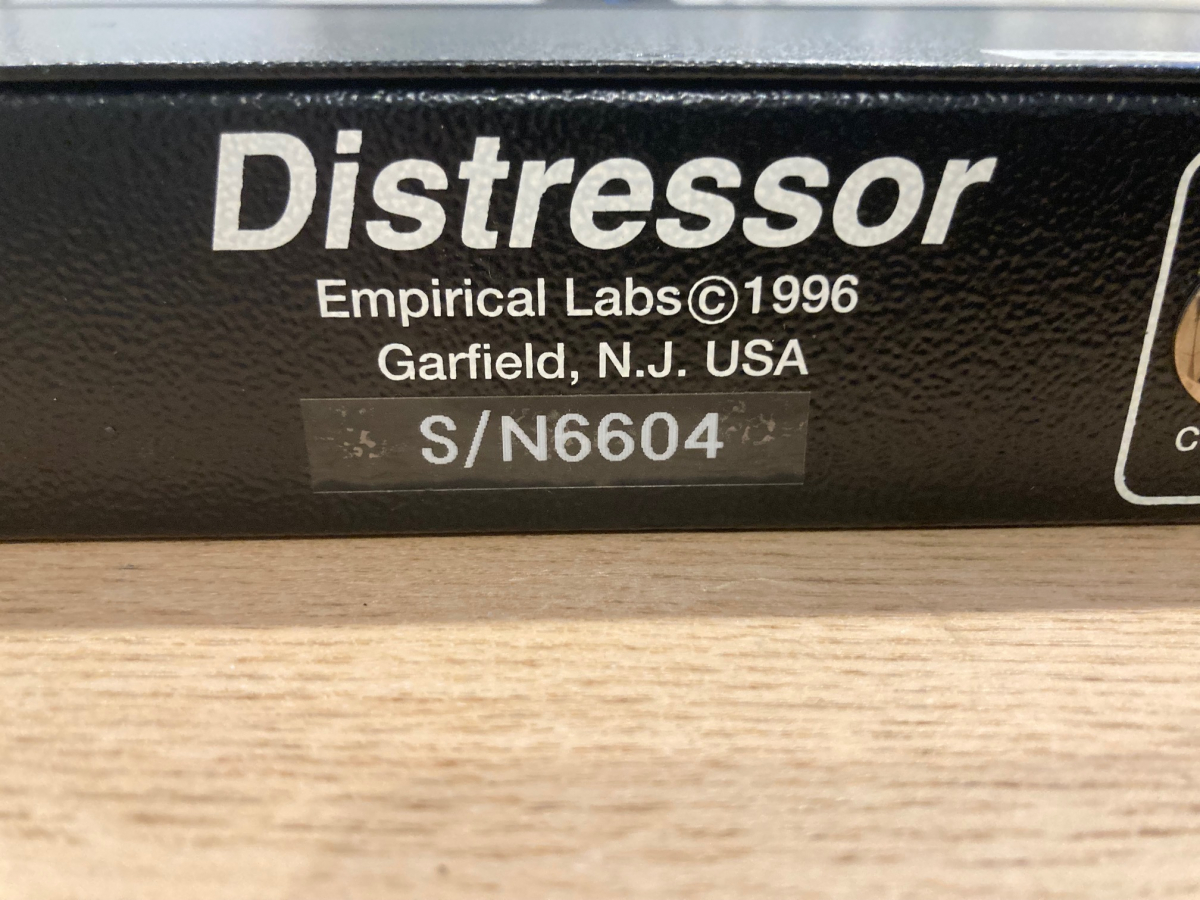 Distressor
Empirical Labs©1996
Garfield, N.J. USA
S/N6604